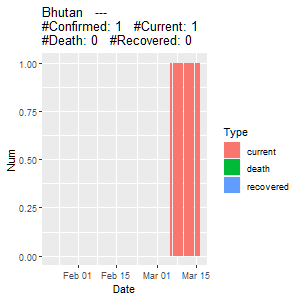 Bhutan   ---
#Confirmed: 1   #Current: 1
#Death: 0   #Recovered: 0
1.00
0.75
0.50
0.25
0.00
Num
Feb 01
Feb 15
Mar 01
Mar 15
Date
Type
current
death
recovered